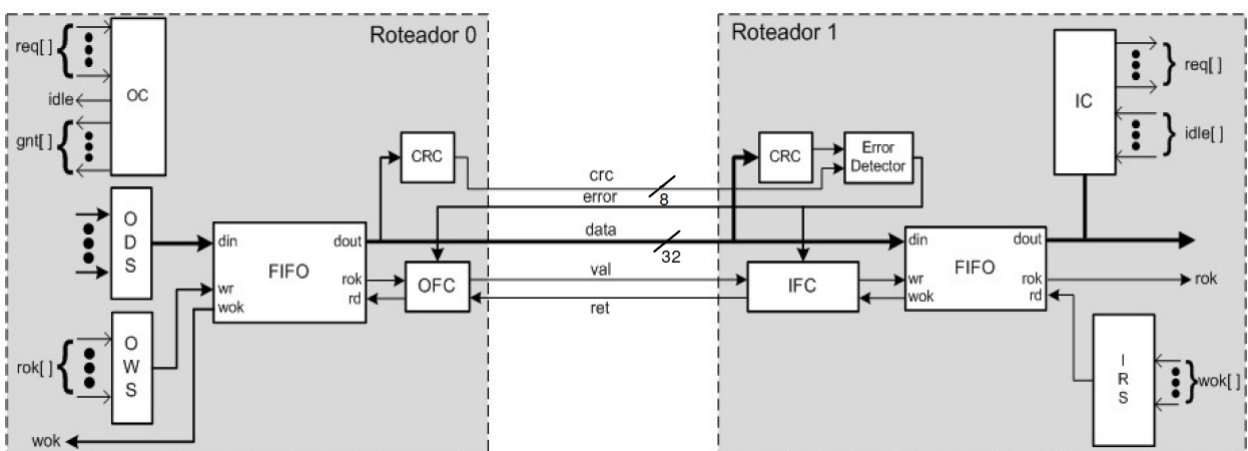 Roteador 0
req[ ]
idle
gnt[ ]
OC
CRC
O
D
S
din
dout
FIFO
rok
wr
rd
wok
OFC
rok[ ]
O
W
S
wok
crc
8
error
data
32
val
ret
Roteador 1
IC
req[ ]
idle[ ]
CRC
Error
Detector
IFC
din
dout
FIFO
wr
rok
wok
rd
rok
I
R
S
wok[ ]